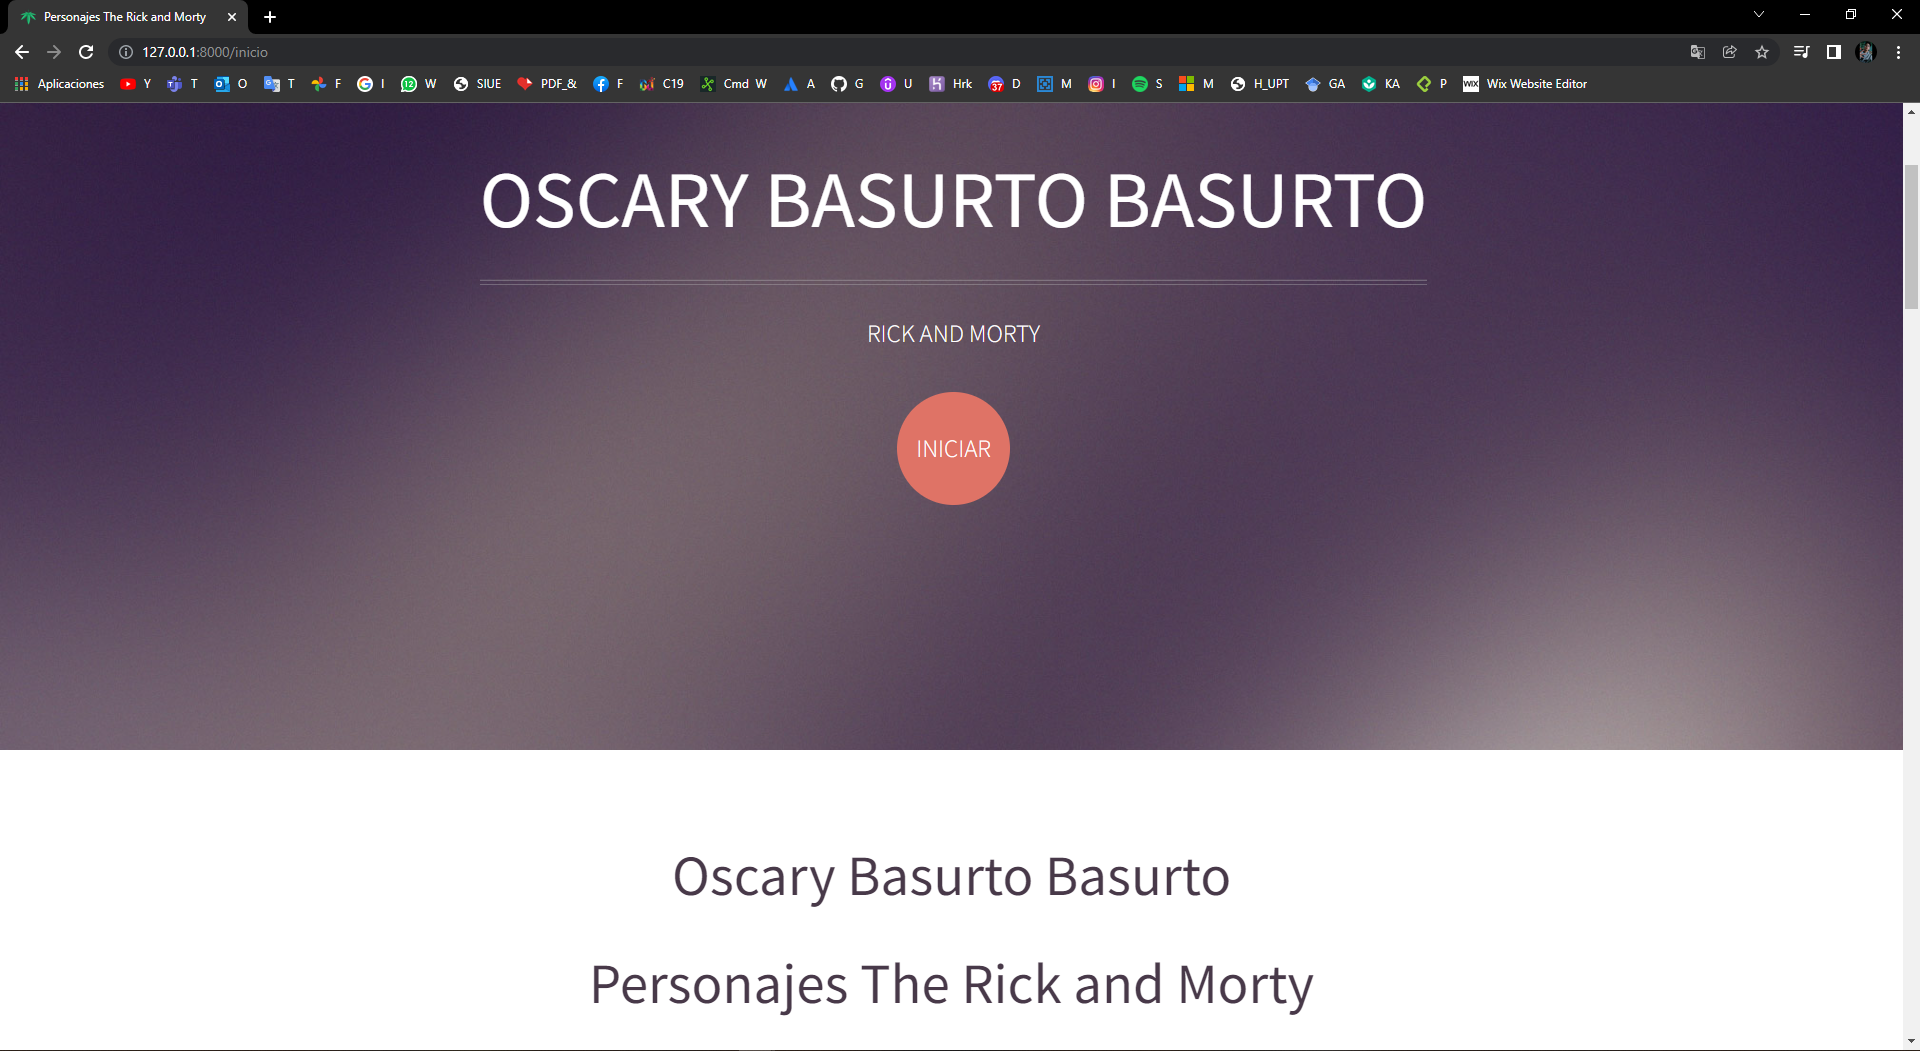 Personajes The Rick and Morty
127.0.0.1:8000/inicio
Aplicaciones Y T O T F I W SIUE PDF_& F C19 Cmd W A G U Hrk D M I S M H_UPT GA KA P Wix Website Editor
OSCARY BASURTO BASURTO
RICK AND MORTY
INICIAR
Oscary Basurto Basurto
Personajes The Rick and Morty